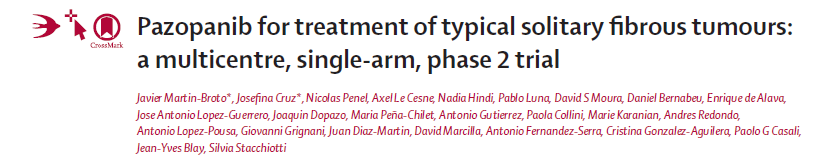 Pazopanib for treatment of typical solitary fibrous tumours:
a multicentre, single-arm, phase 2 trial
CrossMark
Javier Martin-Broto*, Josefina Cruz*, Nicolas Penel, Axel Le Cesne, Nadia Hindi, Pablo Luna, David S Moura, Daniel Bernabeu, Enrique de Alava,
Jose Antonio Lopez-Guerrero, Joaquin Dopazo, Maria Peña-Chilet, Antonio Gutierrez, Paola Collini, Marie Karanian, Andres Redondo,
Antonio Lopez-Pousa, Giovanni Grignani, Juan Diaz-Martin, David Marcilla, Antonio Fernandez-Serra, Cristina Gonzalez-Aguilera, Paolo G Casali,
Jean-Yves Blay, Silvia Stacchiotti